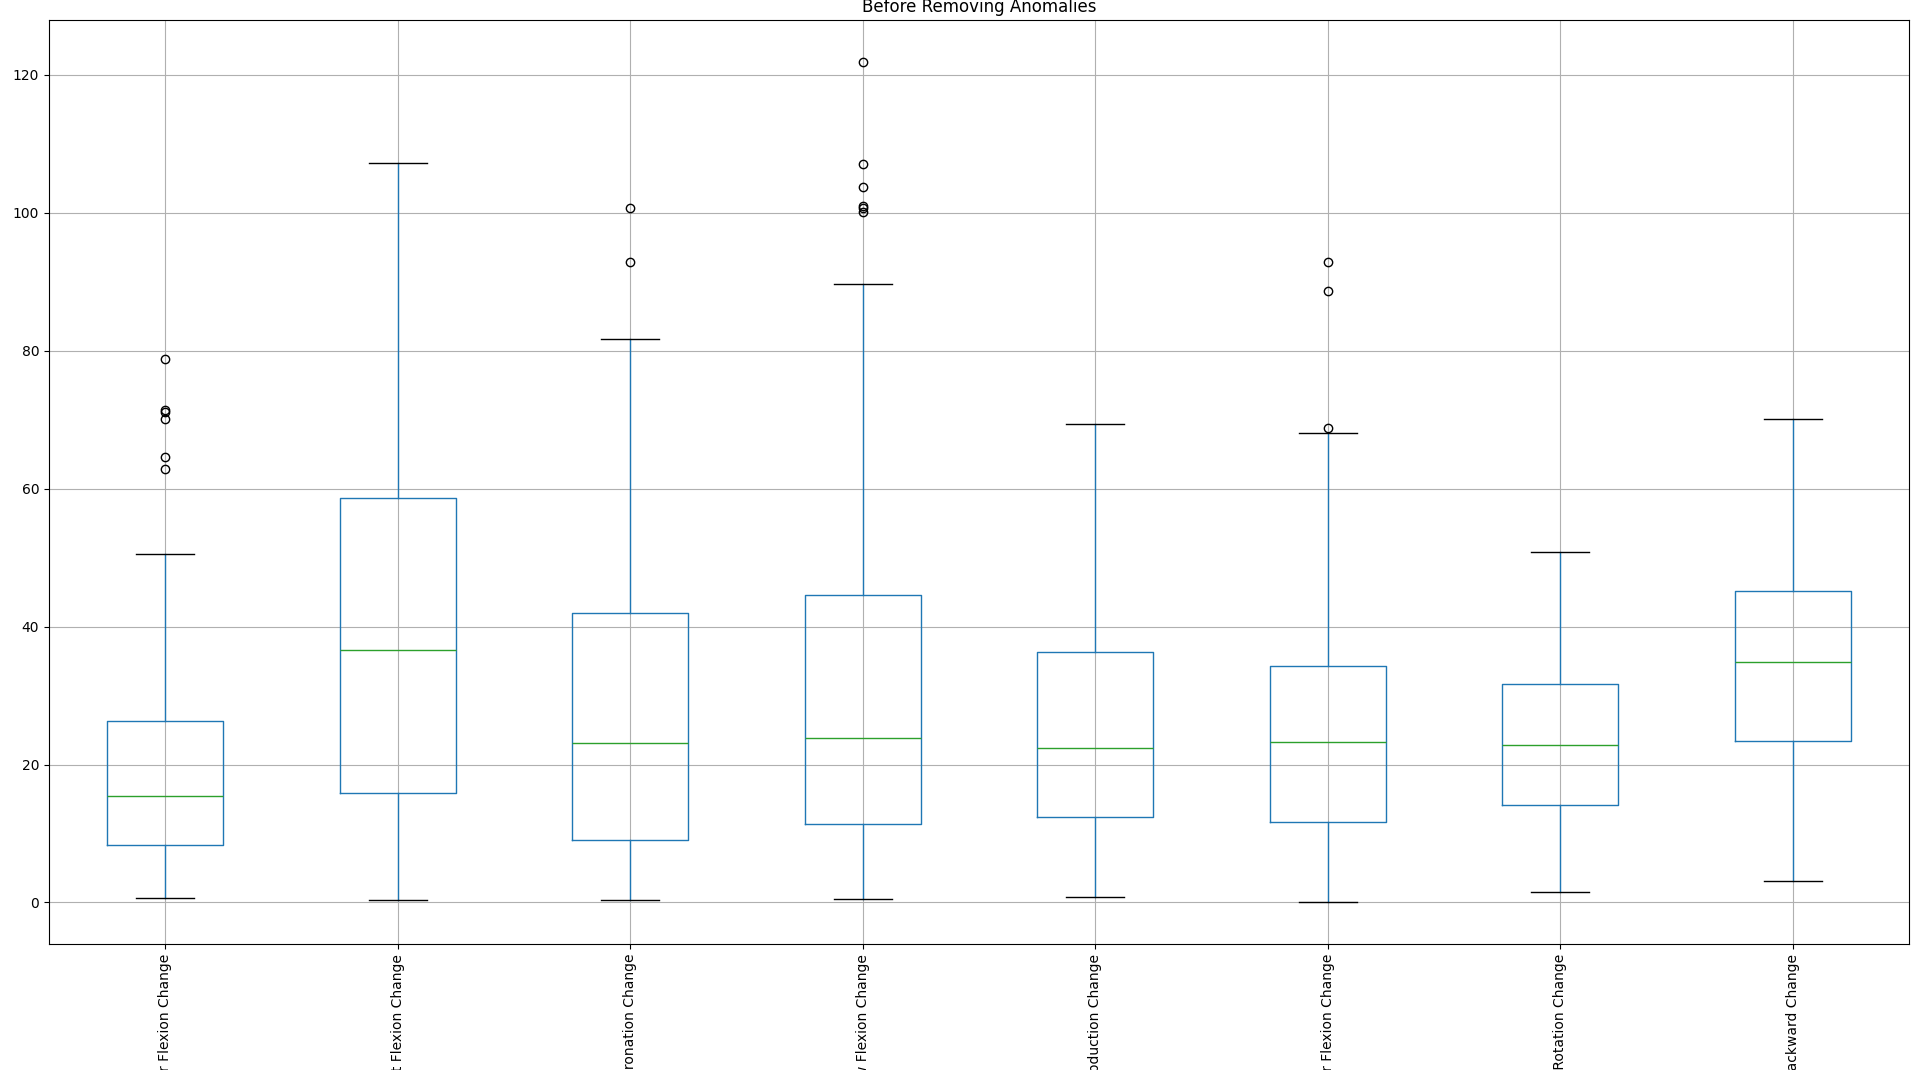 Before Removing Anomalies
120
100
80
60
40
20
0
r Flexion Change
t Flexion Change
ronation Change
Flexion Change
duction Change
r Flexion Change
Rotation Change
ackward Change